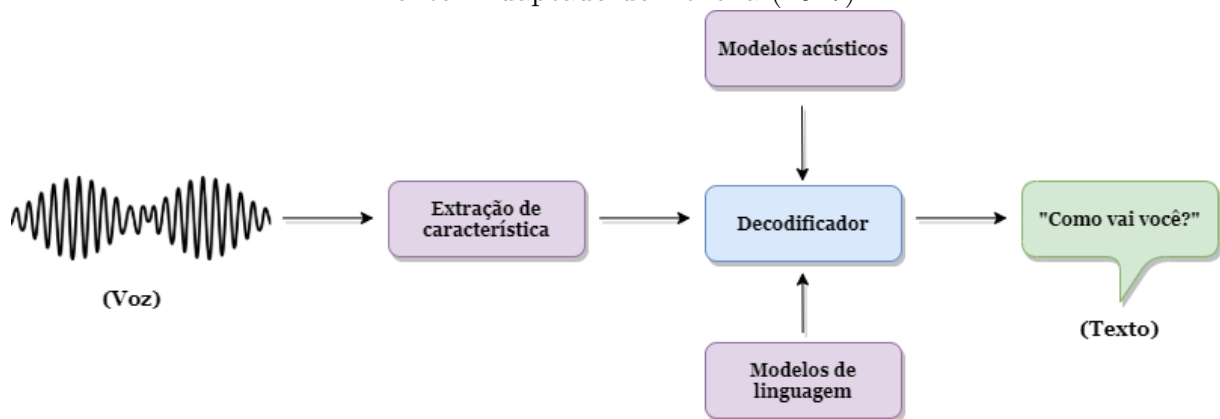 Modelos acústicos
Extração de
característica
Decodificador
"Como vai você?"
(Voz)
(Texto)
Modelos de
linguagem